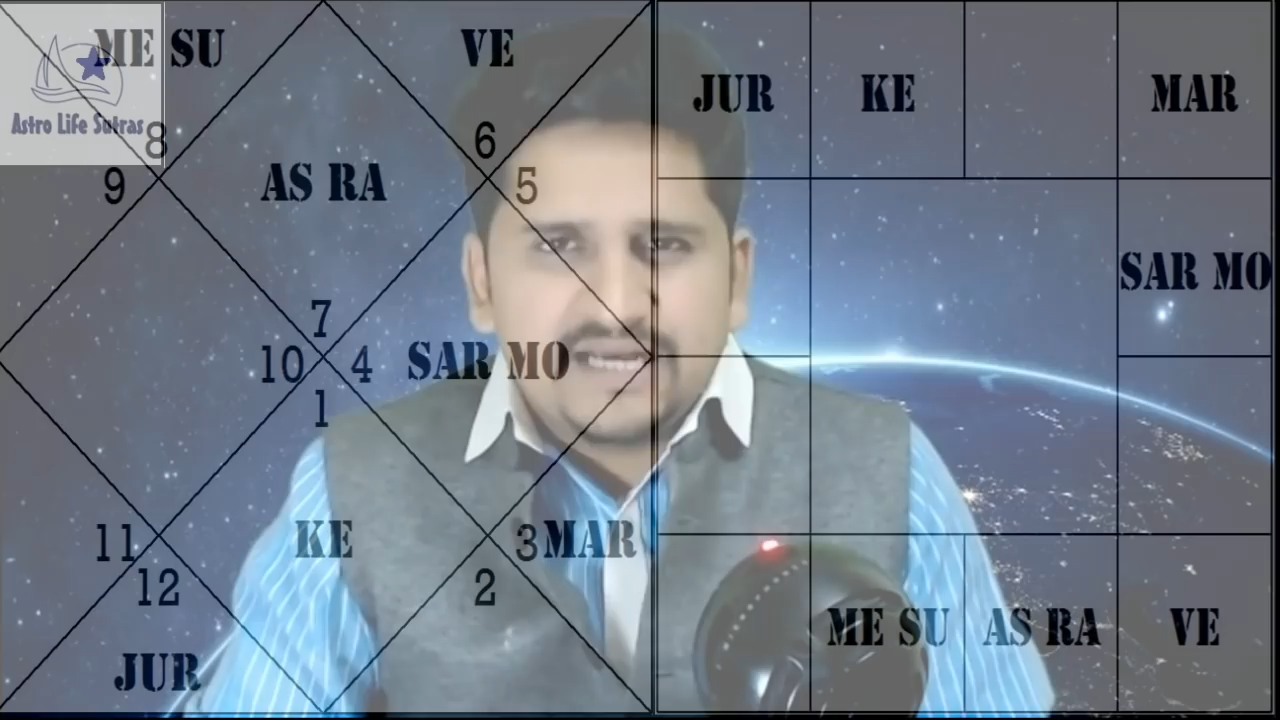 ME SU
VE
JUR
KE
MAR
Astro Life Sutras
8
6
9
AS RA
5
SAR MO
7
10
4
SAR MO
1
11
KE
3
MAR
12
2
ME SU
AS RA
VE
JUR